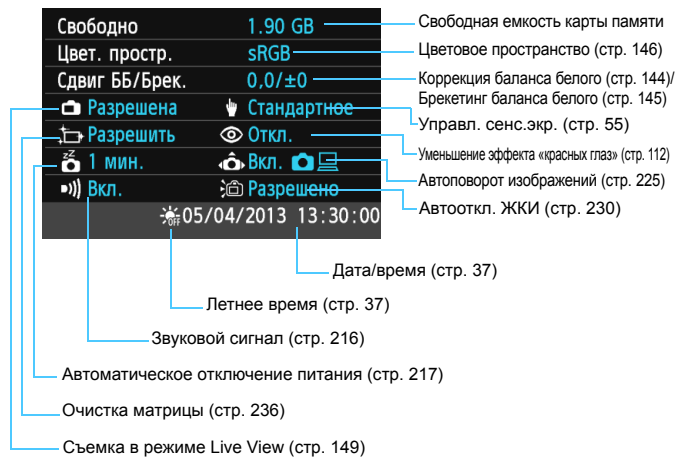 Свободно 1.90 GB
Свободная емкость карты памяти
Цвет. простр. sRGB
Цветовое пространство (стр. 146)
Сдвиг ББ/Брек. 0,0/±0
Коррекция баланса белого (стр. 144)/
Брекетинг баланса белого (стр. 145)
Разрешена Стандартное
Управл. сенс.экр. (стр. 55)
Разрешить Откл.
Уменьшение эффекта «красных глаз» (стр. 112)
1 мин. Вкл.
Автоповорот изображений (стр. 225)
Вкл. Разрешено
Автооткл. ЖКИ (стр. 230)
OFF 05/04/2013 13:30:00
Дата/время (стр. 37)
Летнее время (стр. 37)
Звуковой сигнал (стр. 216)
Автоматическое отключение питания (стр. 217)
Очистка матрицы (стр. 236)
Съемка в режиме Live View (стр. 149)